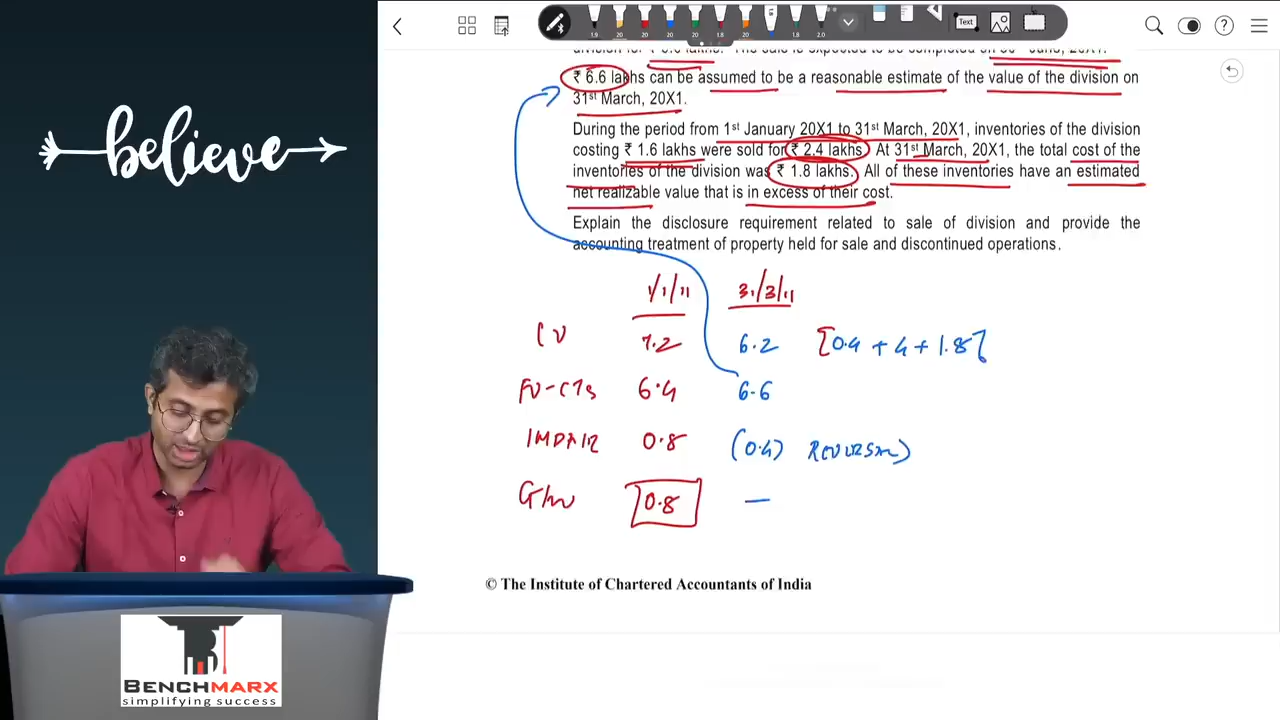 believe
Text
₹ 6.6 lakhs can be assumed to be a reasonable estimate of the value of the division on
31st March, 20X1.
During the period from 1st January 20X1 to 31st March, 20X1, inventories of the division
costing ₹ 1.6 lakhs were sold for ₹ 2.4 lakhs. At 31st March, 20X1, the total cost of the
inventories of the division was ₹ 1.8 lakhs. All of these inventories have an estimated
net realizable value that is in excess of their cost.
Explain the disclosure requirement related to sale of division and provide the
accounting treatment of property held for sale and discontinued operations.
1/1/11 31/3/11
CV 7.2 6.2 [0.4 + 4 + 1.8]
FV-CTS 6.4 6.6
IMPAIR 0.8 (0.4)
G/W 0.8 —
© The Institute of Chartered Accountants of India
BENCHMARX
simplifying success